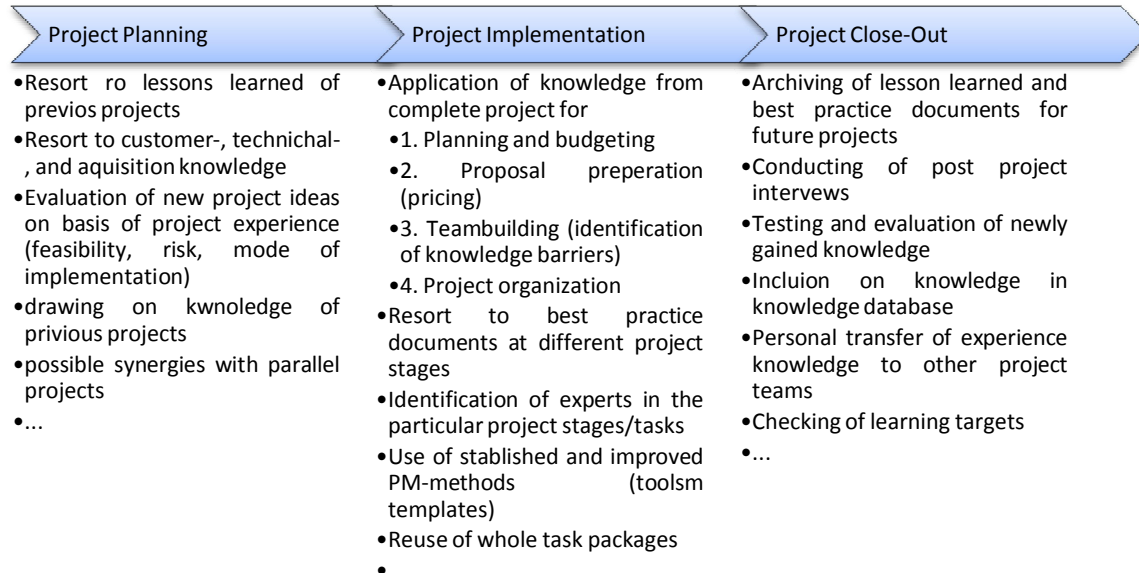 Project Planning
Project Implementation
Project Close-Out
•Resort ro lessons learned of
previos projects
•Resort to customer-, technichal-
, and aquisition knowledge
•Evaluation of new project ideas
on basis of project experience
(feasibility, risk, mode of
implementation)
•drawing on kwnoledge of
privious projects
•possible synergies with parallel
projects
•...
•Application of knowledge from
complete project for
•1. Planning and budgeting
•2. Proposal preperation
(pricing)
•3. Teambuilding (identification
of knowledge barriers)
•4. Project organization
•Resort to best practice
documents at different project
stages
•Identification of experts in the
particular project stages/tasks
•Use of stablished and improved
PM-methods (toolsm
templates)
•Reuse of whole task packages
•
•Archiving of lesson learned and
best practice documents for
future projects
•Conducting of post project
intervews
•Testing and evaluation of newly
gained knowledge
•Incluion on knowledge in
knowledge database
•Personal transfer of experience
knowledge to other project
teams
•Checking of learning targets
•...